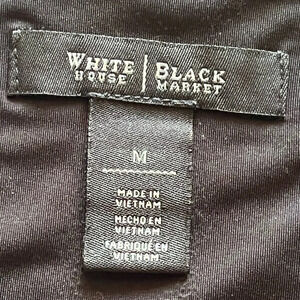 WHITE HOUSE | BLACK MARKET
M
MADE IN
VIETNAM
HECHO EN
VIETNAM
FABRIQUÉ EN
VIETNAM